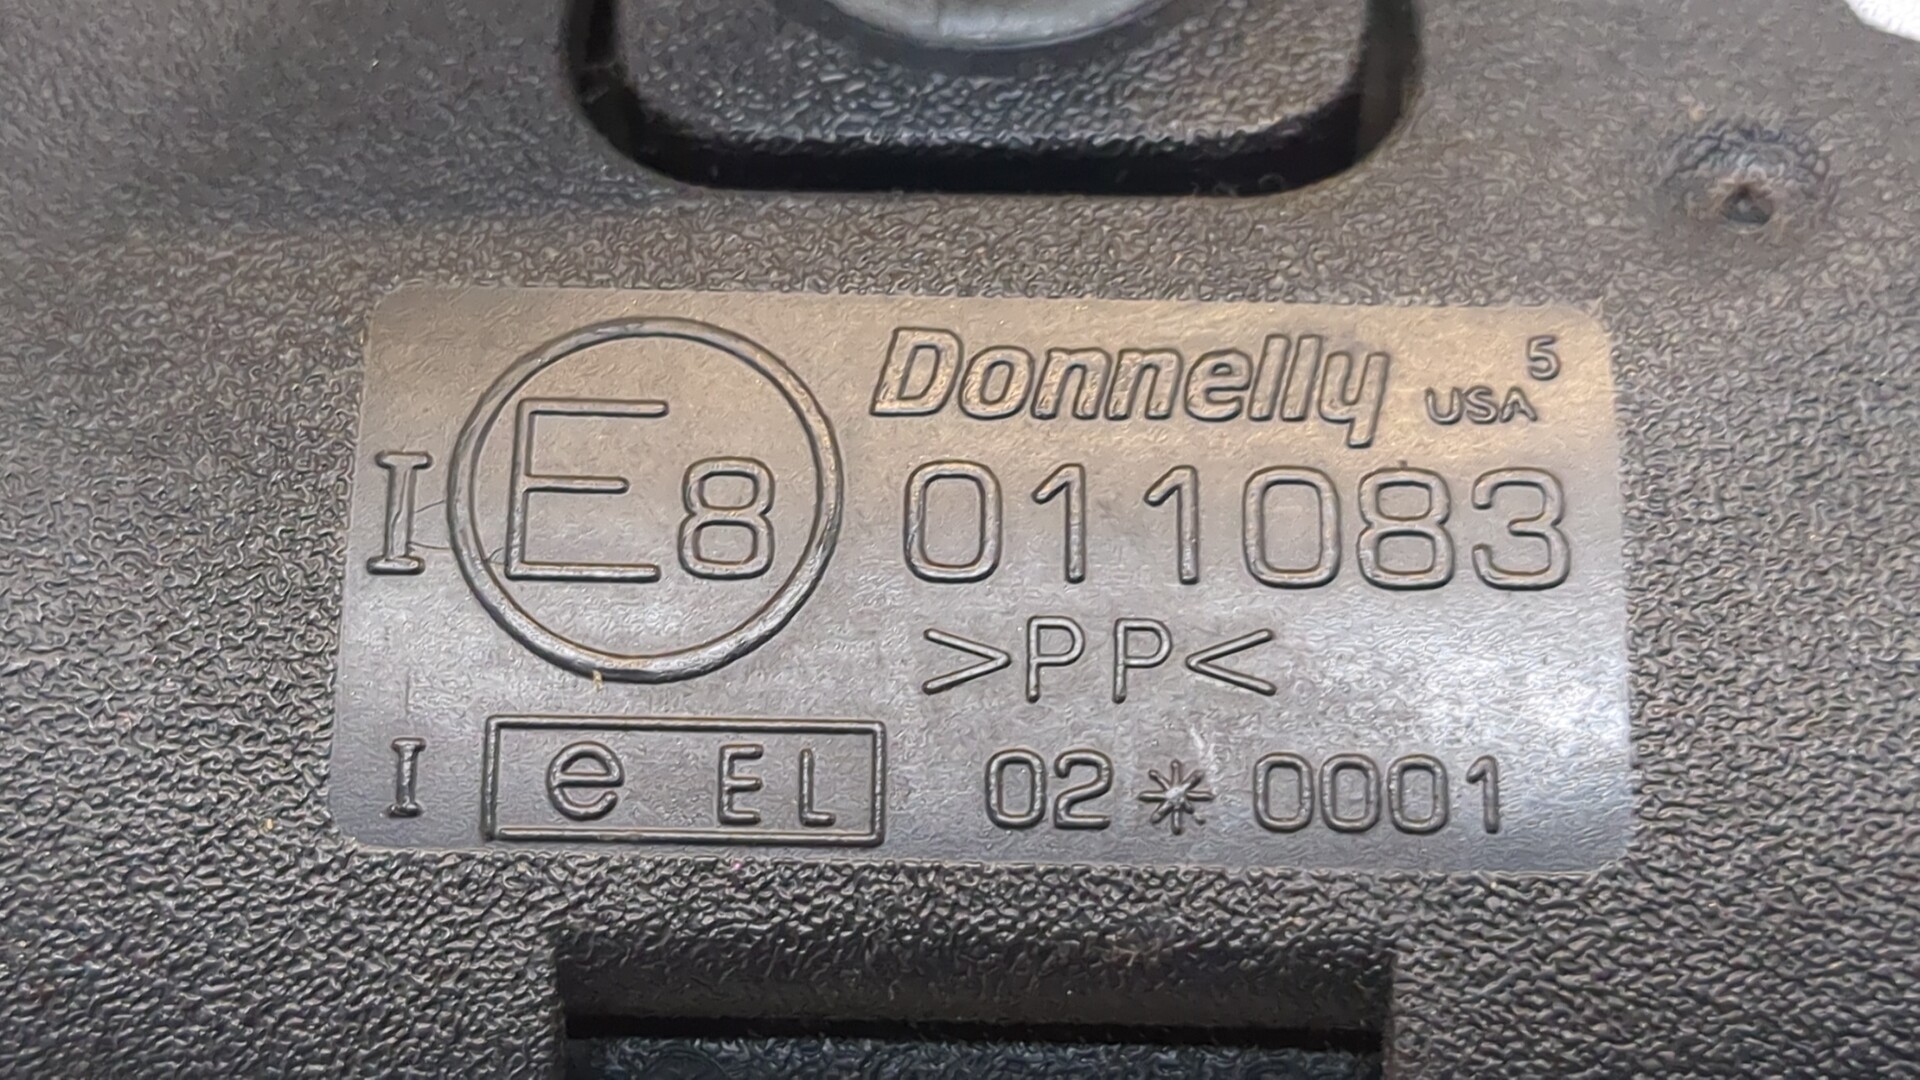 Donnelly USA 5
I E8 011083
>PP<
I e EL 02*0001